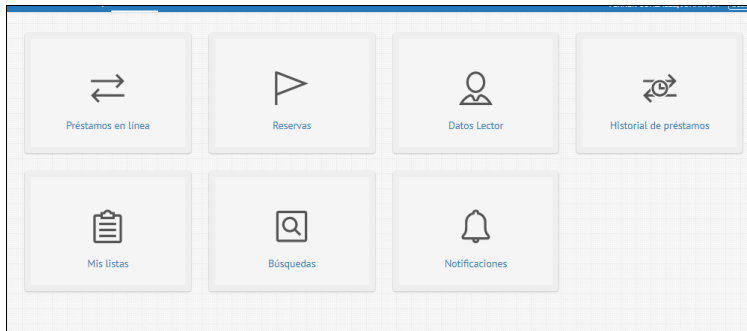 Préstamos en línea
Reservas
Datos Lector
Historial de préstamos
Mis listas
Búsquedas
Notificaciones